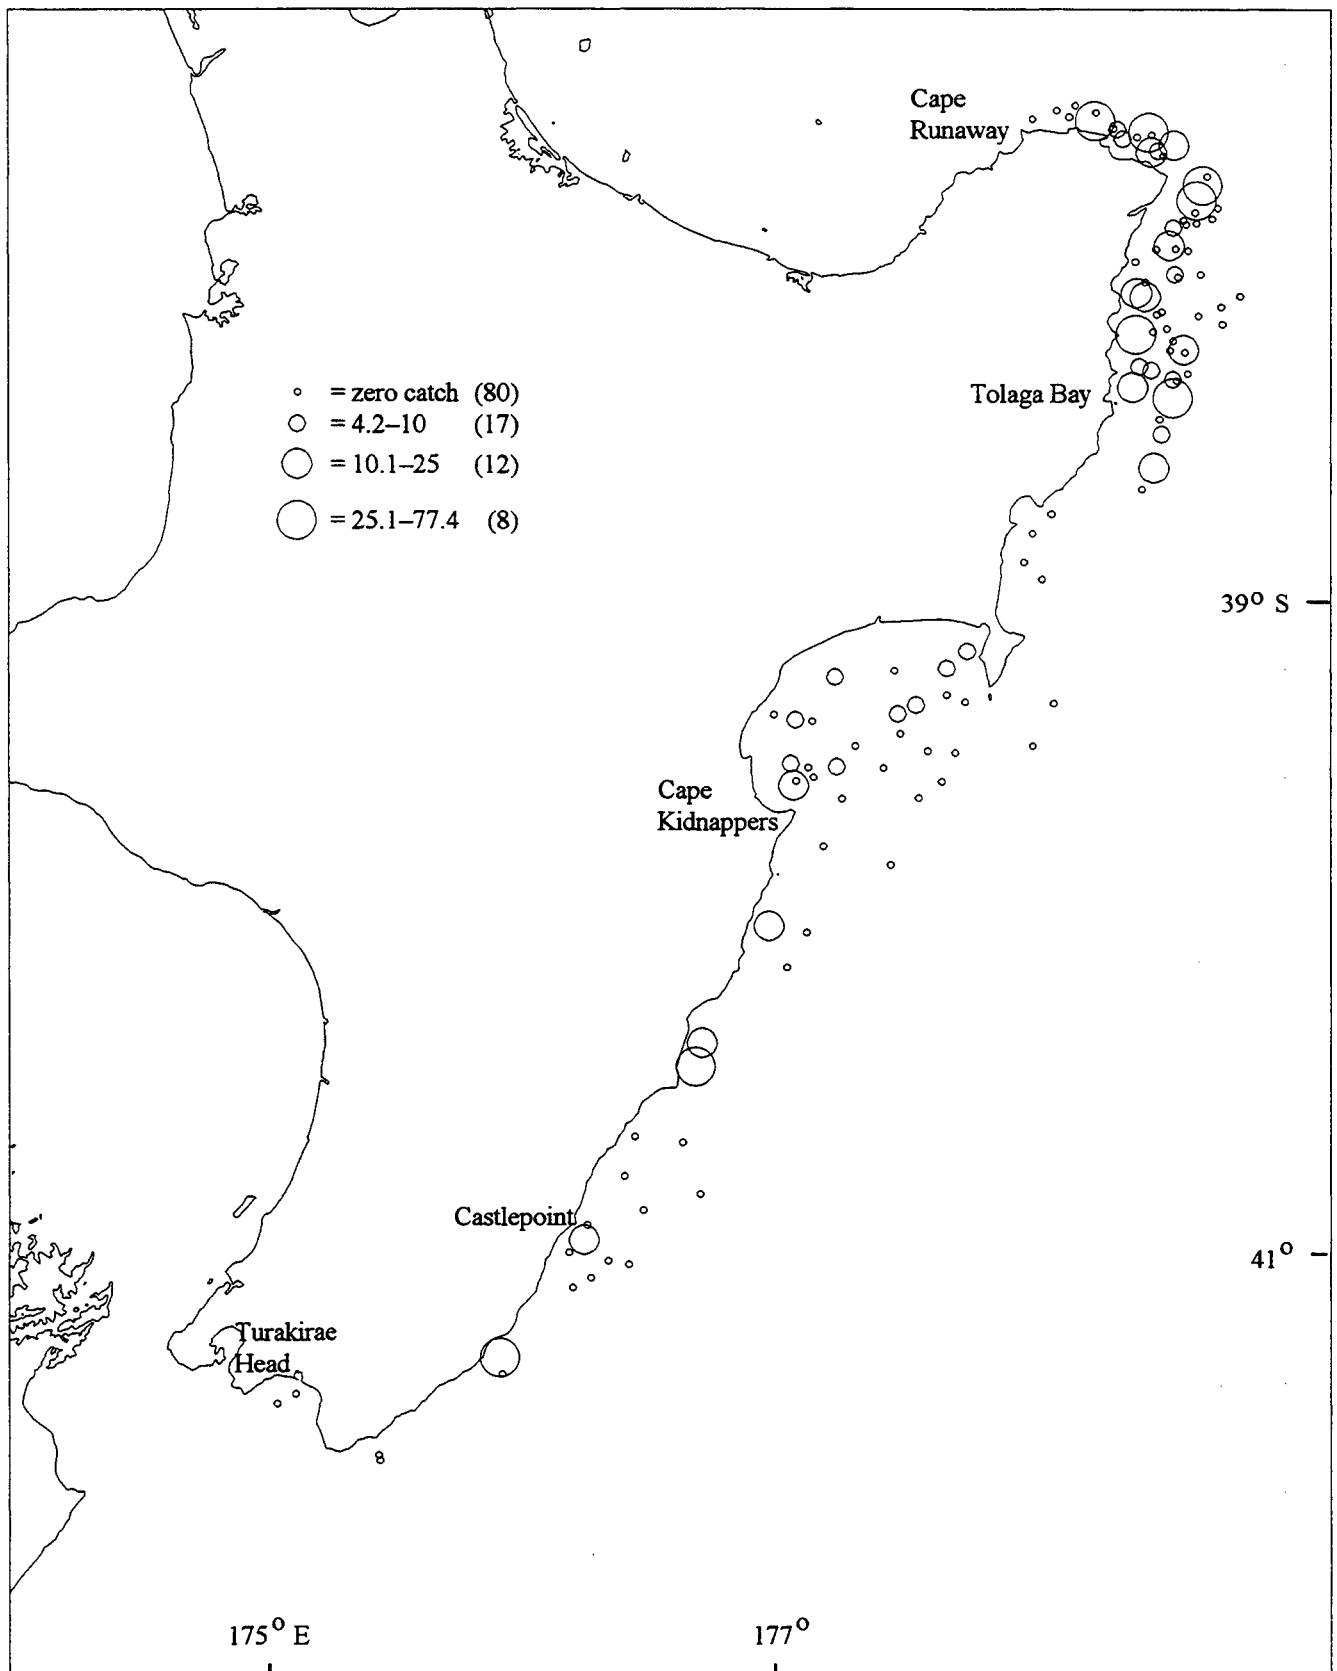 Cape
Runaway
= zero catch (80)
= 4.2–10 (17)
= 10.1–25 (12)
= 25.1–77.4 (8)
Tolaga Bay
39° S
Cape
Kidnappers
Castlepoint
41°
Turakirae
Head
175° E 177°